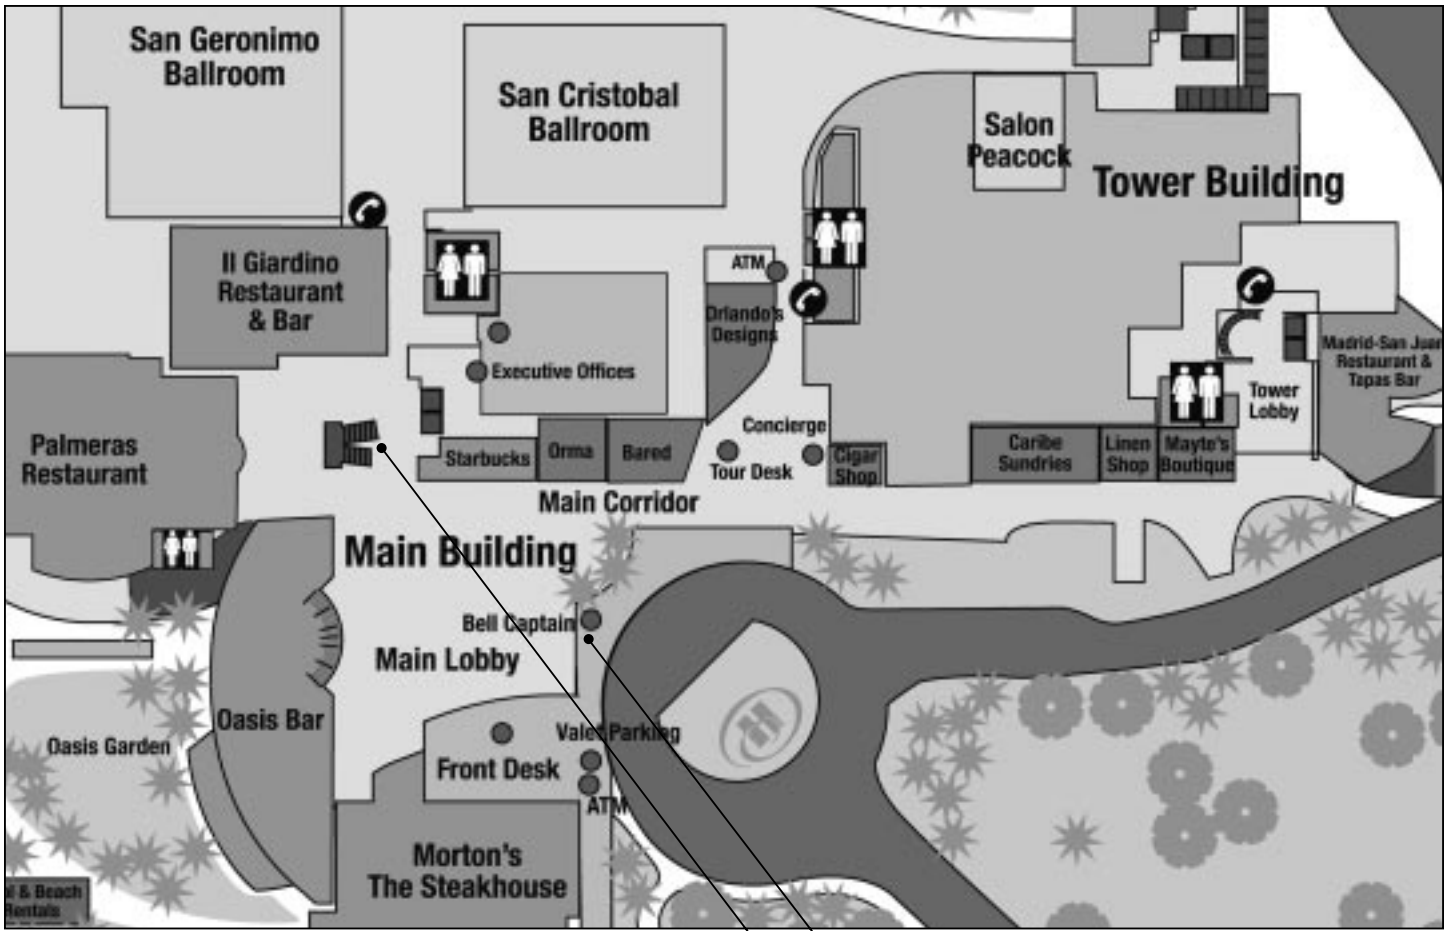 San Geronimo
Ballroom
San Cristobal
Ballroom
Salon
Peacock
Tower Building
Il Giardino
Restaurant
& Bar
ATM
Orlando's
Designs
Executive Offices
Madrid-San Juan
Restaurant &
Tapas Bar
Tower
Lobby
Palmeras
Restaurant
Starbucks
Orma
Bared
Concierge
Tour Desk
Cigar
Shop
Caribe
Sundries
Linen
Shop
Mayte's
Boutique
Main Corridor
Main Building
Bell Captain
Main Lobby
Oasis Bar
Oasis Garden
Valet Parking
Front Desk
ATM
Morton's
The Steakhouse
& Beach
Rentals